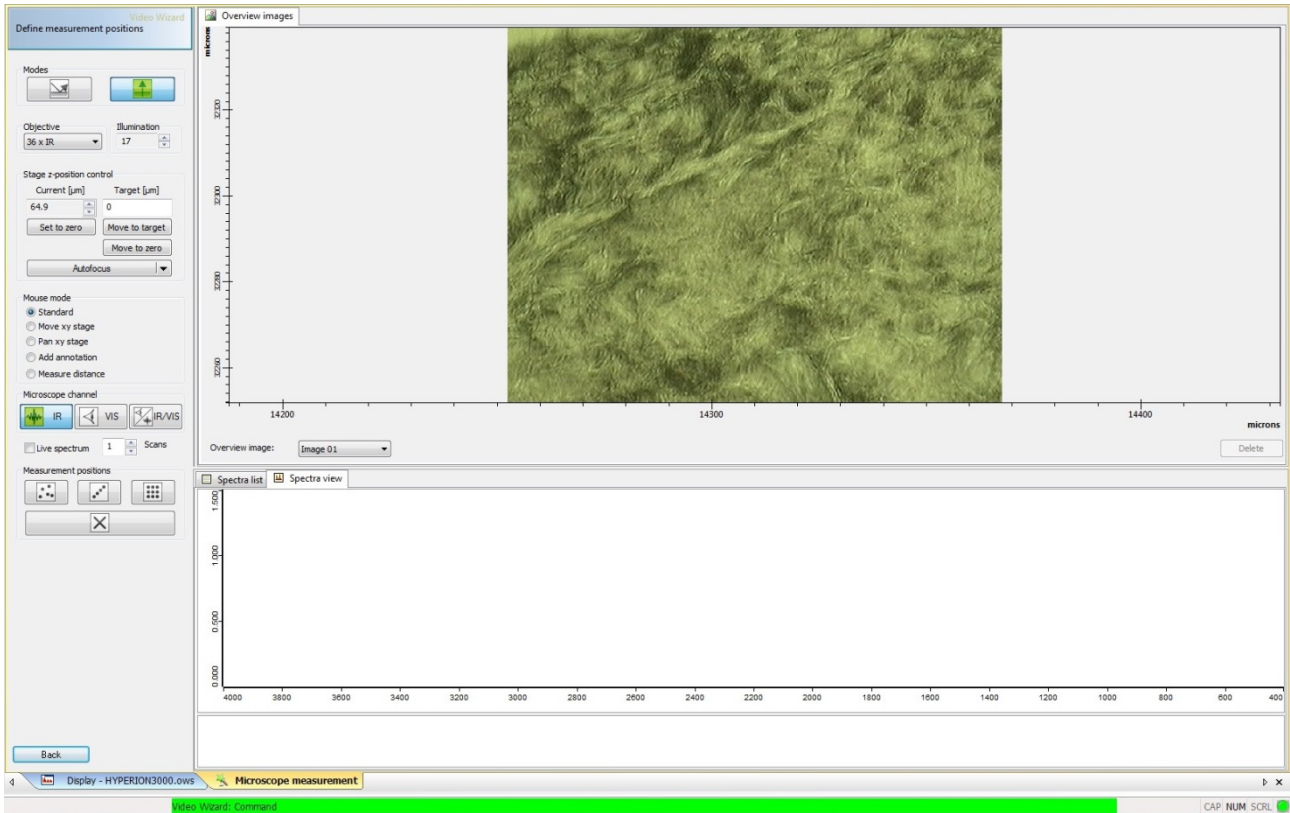 Video Wizard
Define measurement positions
Modes
Objective
Illumination
36 x IR
17
Stage z-position control
Current [µm]
Target [µm]
64.9
0
Set to zero
Move to target
Move to zero
Autofocus
Mouse mode
Standard
Move xy stage
Pan xy stage
Add annotation
Measure distance
Microscope channel
IR
VIS
IR/VIS
Live spectrum
1
Scans
Measurement positions
Back
Overview images
microns
32320
32300
32280
32260
14200
14300
14400
microns
Overview image:
Image 01
Delete
Spectra list
Spectra view
1.500
1.000
0.500
0.000
4000 3800 3600 3400 3200 3000 2800 2600 2400 2200 2000 1800 1600 1400 1200 1000 800 600 400
Display - HYPERION3000.ows
Microscope measurement
Video Wizard: Command
CAP NUM SCRL